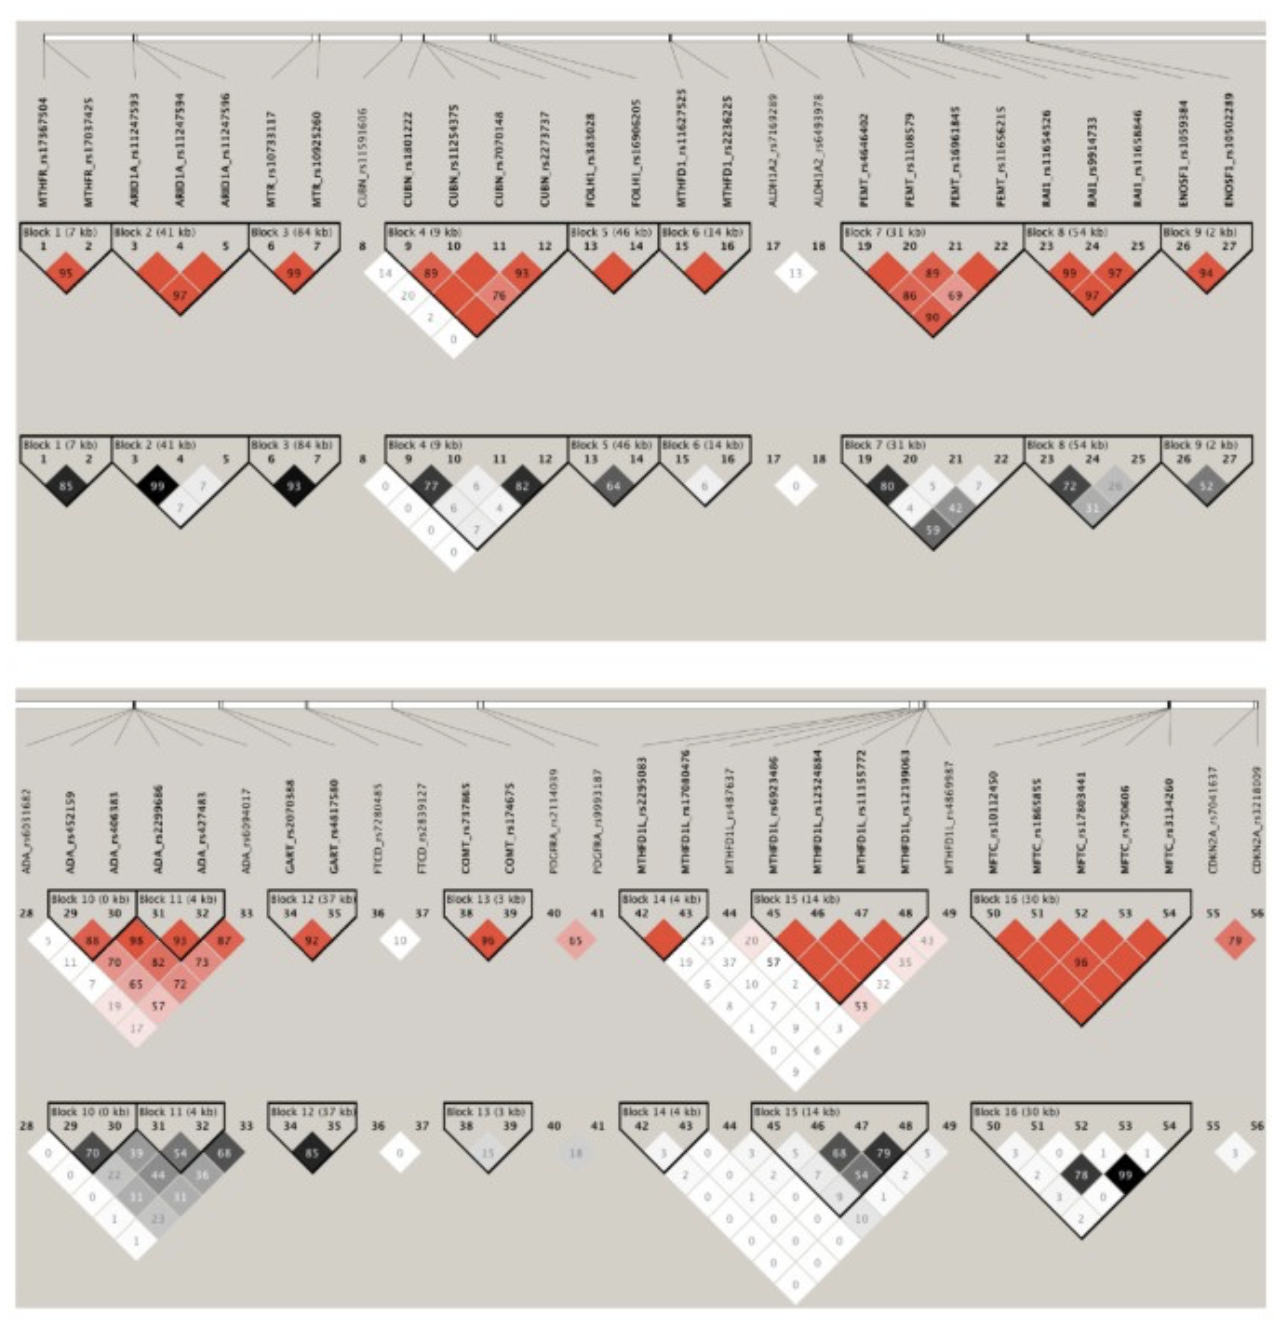 MTHFR_rs17367504
MTHFR_rs17037425
ARID1A_rs11247593
ARID1A_rs11247594
ARID1A_rs11247596
MTR_rs10733117
MTR_rs10925260
CUBN_rs11591606
CUBN_rs1801222
CUBN_rs11254375
CUBN_rs7070148
CUBN_rs2273737
FOLH1_rs383028
FOLH1_rs16906205
MTHFD1_rs11627525
MTHFD1_rs2236225
ALDH1A2_rs7169289
ALDH1A2_rs6493978
PEMT_rs4646402
PEMT_rs1108579
PEMT_rs16961845
PEMT_rs11656215
RAI1_rs11654526
RAI1_rs9914733
RAI1_rs11658846
ENOSF1_rs1059384
ENOSF1_rs10502289
Block 1 (7 kb) Block 2 (41 kb) Block 3 (84 kb) Block 4 (9 kb) Block 5 (46 kb) Block 6 (14 kb) Block 7 (31 kb) Block 8 (54 kb) Block 9 (2 kb)
1 2 3 4 5 6 7 8 9 10 11 12 13 14 15 16 17 18 19 20 21 22 23 24 25 26 27
95 99 14 89 93 13 89 99 97 94
97 20 76 86 69 97
2 90
0
Block 1 (7 kb) Block 2 (41 kb) Block 3 (84 kb) Block 4 (9 kb) Block 5 (46 kb) Block 6 (14 kb) Block 7 (31 kb) Block 8 (54 kb) Block 9 (2 kb)
1 2 3 4 5 6 7 8 9 10 11 12 13 14 15 16 17 18 19 20 21 22 23 24 25 26 27
85 99 7 93 0 77 6 82 64 6 0 80 5 7 72 26 52
7 0 6 4 4 42 31
0 7 59
0
ADA_rs6031682
ADA_rs452159
ADA_rs406383
ADA_rs2299686
ADA_rs427483
ADA_rs6094017
GART_rs2070388
GART_rs4817580
FTCD_rs7280485
FTCD_rs2839127
COMT_rs737865
COMT_rs174675
PDGFRA_rs2114039
PDGFRA_rs9993187
MTHFD1L_rs2295083
MTHFD1L_rs17080476
MTHFD1L_rs487637
MTHFD1L_rs6923486
MTHFD1L_rs12524884
MTHFD1L_rs11155772
MTHFD1L_rs12199063
MTHFD1L_rs4869987
MFTC_rs10112450
MFTC_rs1865855
MFTC_rs17803441
MFTC_rs750606
MFTC_rs3134260
CDKN2A_rs7041637
CDKN2A_rs3218009
Block 10 (0 kb) Block 11 (4 kb) Block 12 (37 kb) Block 13 (3 kb) Block 14 (4 kb) Block 15 (14 kb) Block 16 (30 kb)
28 29 30 31 32 33 34 35 36 37 38 39 40 41 42 43 44 45 46 47 48 49 50 51 52 53 54 55 56
5 88 98 93 87 92 10 96 65 25 20 43 79
11 70 82 73 19 37 57 35 96
7 65 72 6 10 2 32
19 57 8 7 1 53
17 1 9
0 6
9
Block 10 (0 kb) Block 11 (4 kb) Block 12 (37 kb) Block 13 (3 kb) Block 14 (4 kb) Block 15 (14 kb) Block 16 (30 kb)
28 29 30 31 32 33 34 35 36 37 38 39 40 41 42 43 44 45 46 47 48 49 50 51 52 53 54 55 56
0 70 39 54 68 85 0 15 18 3 0 3 5 68 79 5 3 0 1 1 3
0 22 44 36 2 0 2 7 54 2 2 78 99
0 31 31 0 1 0 9 1 3 0
1 23 0 0 0 10 2
1 0 0 0
0 0
0